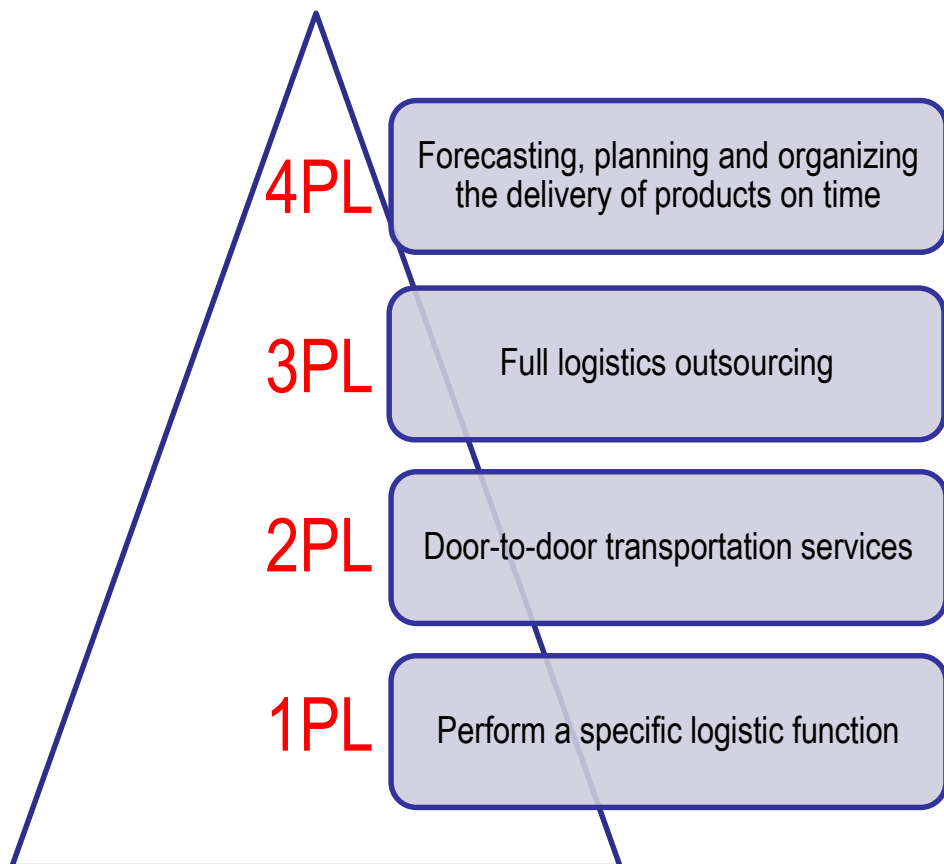 4PL
Forecasting, planning and organizing
the delivery of products on time
3PL
Full logistics outsourcing
2PL
Door-to-door transportation services
1PL
Perform a specific logistic function